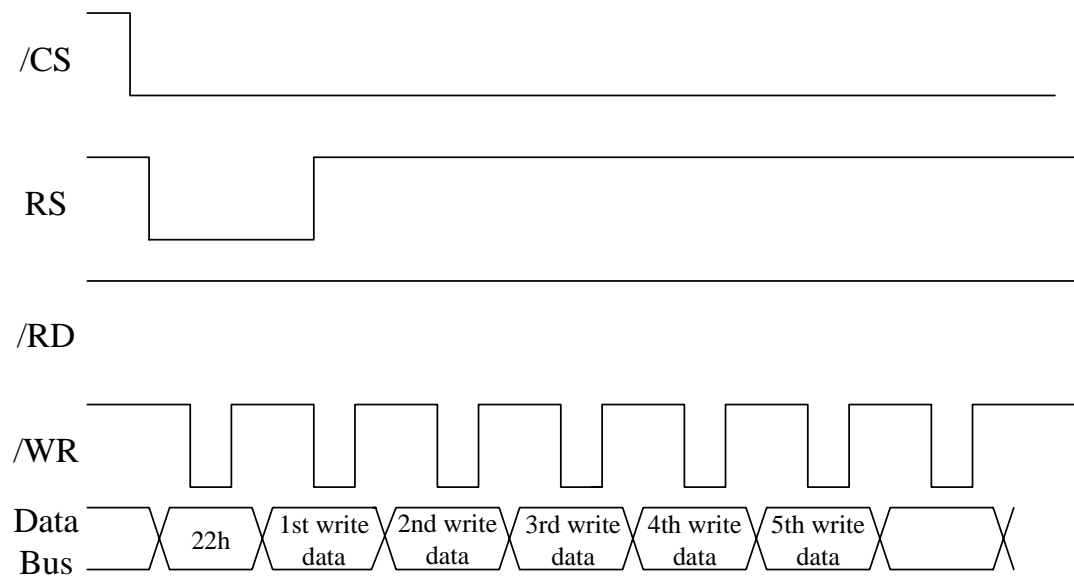 /CS
RS
/RD
/WR
Data
Bus
22h
1st write
data
2nd write
data
3rd write
data
4th write
data
5th write
data